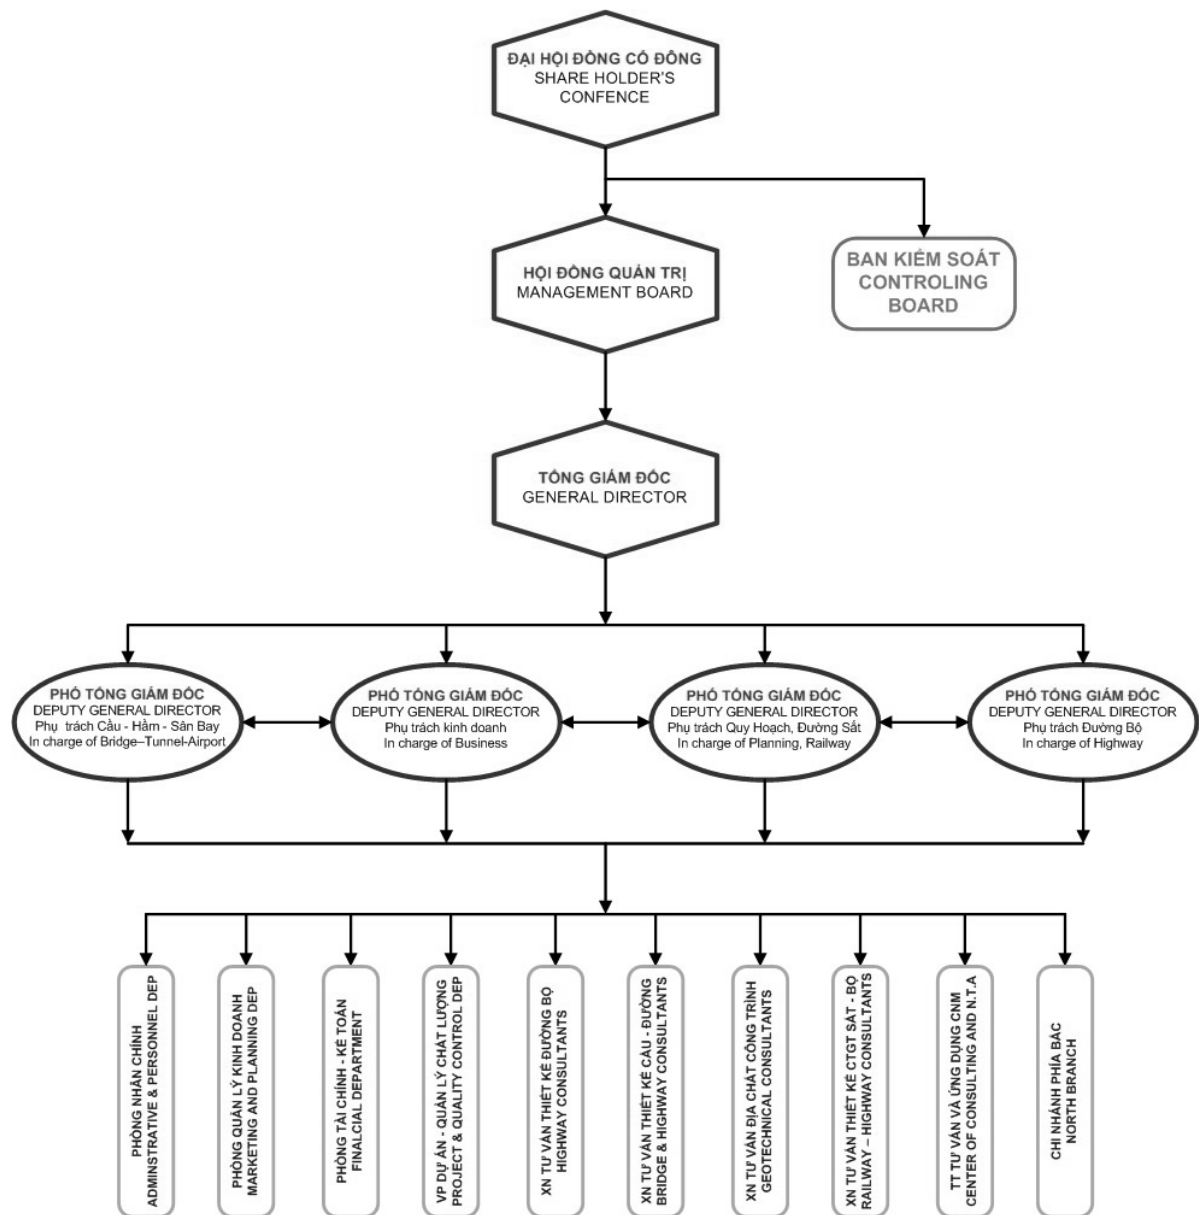 ĐẠI HỘI ĐỒNG CỔ ĐÔNG
SHARE HOLDER'S
CONFENCE
HỘI ĐỒNG QUẢN TRỊ
MANAGEMENT BOARD
BAN KIỂM SOÁT
CONTROLING
BOARD
TỔNG GIÁM ĐỐC
GENERAL DIRECTOR
PHÓ TỔNG GIÁM ĐỐC
DEPUTY GENERAL DIRECTOR
Phụ trách Cầu - Hầm - Sân Bay
In charge of Bridge–Tunnel-Airport
PHÓ TỔNG GIÁM ĐỐC
DEPUTY GENERAL DIRECTOR
Phụ trách kinh doanh
In charge of Business
PHÓ TỔNG GIÁM ĐỐC
DEPUTY GENERAL DIRECTOR
Phụ trách Quy Hoạch, Đường Sắt
In charge of Planning, Railway
PHÓ TỔNG GIÁM ĐỐC
DEPUTY GENERAL DIRECTOR
Phụ trách Đường Bộ
In charge of Highway
PHÒNG NHÂN CHÍNH
ADMINSTRATIVE & PERSONNEL DEP
PHÒNG QUẢN LÝ KINH DOANH
MARKETING AND PLANNING DEP
PHÒNG TÀI CHÍNH - KẾ TOÁN
FINALCIAL DEPARTMENT
VP DỰ ÁN - QUẢN LÝ CHẤT LƯỢNG
PROJECT & QUALITY CONTROL DEP
XN TƯ VẤN THIẾT KẾ ĐƯỜNG BỘ
HIGHWAY CONSULTANTS
XN TƯ VẤN THIẾT KẾ CẦU - ĐƯỜNG
BRIDGE & HIGHWAY CONSULTANTS
XN TƯ VẤN ĐỊA CHẤT CÔNG TRÌNH
GEOTECHNICAL CONSULTANTS
XN TƯ VẤN THIẾT KẾ CTGT SẮT - BỘ
RAILWAY – HIGHWAY CONSULTANTS
TT TƯ VẤN VÀ ỨNG DỤNG CNM
CENTER OF CONSULTING AND N.T.A
CHI NHÁNH PHÍA BẮC
NORTH BRANCH